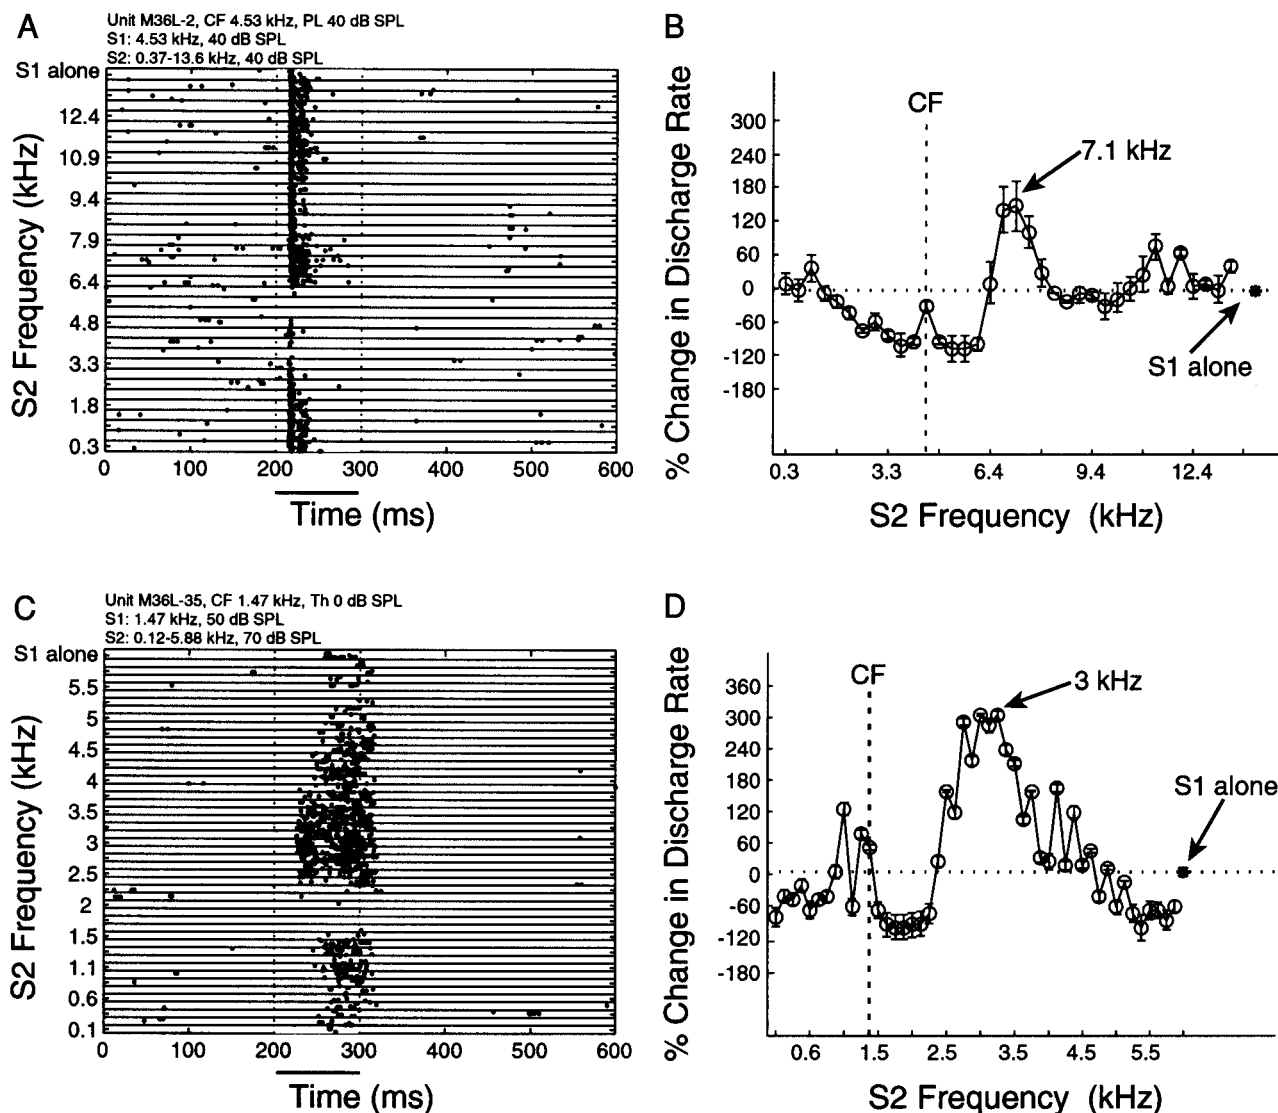 A
Unit M36L-2, CF 4.53 kHz, PL 40 dB SPL
S1: 4.53 kHz, 40 dB SPL
S2: 0.37-13.6 kHz, 40 dB SPL
S1 alone
12.4
10.9
9.4
7.9
6.4
4.8
3.3
1.8
0.3
S2 Frequency (kHz)
0 100 200 300 400 500 600
Time (ms)
B
% Change in Discharge Rate
300
240
180
120
60
0
-60
-120
-180
CF
7.1 kHz
S1 alone
0.3 3.3 6.4 9.4 12.4
S2 Frequency (kHz)
C
Unit M36L-35, CF 1.47 kHz, Th 0 dB SPL
S1: 1.47 kHz, 50 dB SPL
S2: 0.12-5.88 kHz, 70 dB SPL
S1 alone
5.5
5
4.5
4
3.5
3
2.5
2
1.5
1.1
0.6
0.1
S2 Frequency (kHz)
0 100 200 300 400 500 600
Time (ms)
D
% Change in Discharge Rate
360
300
240
180
120
60
0
-60
-120
-180
CF
3 kHz
S1 alone
0.6 1.5 2.5 3.5 4.5 5.5
S2 Frequency (kHz)